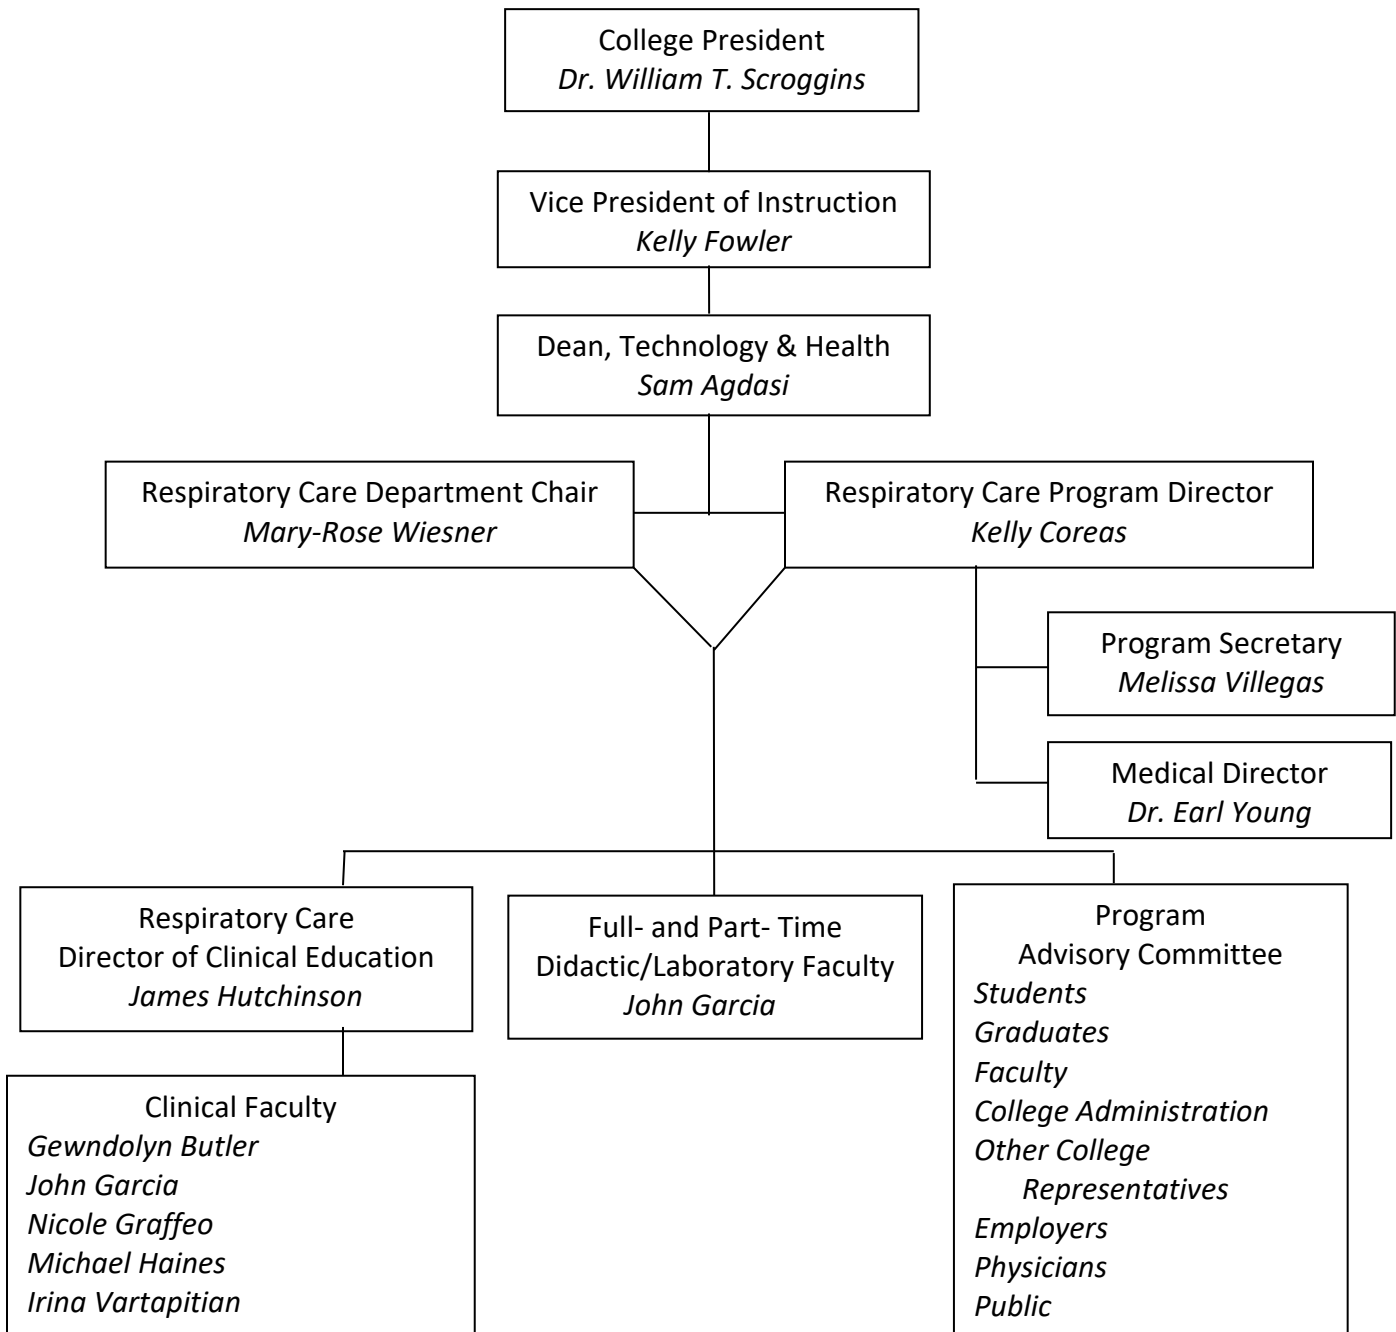 College President
Dr. William T. Scroggins
Vice President of Instruction
Kelly Fowler
Dean, Technology & Health
Sam Agdasi
Respiratory Care Department Chair
Mary-Rose Wiesner
Respiratory Care Program Director
Kelly Coreas
Program Secretary
Melissa Villegas
Medical Director
Dr. Earl Young
Respiratory Care
Director of Clinical Education
James Hutchinson
Full- and Part- Time
Didactic/Laboratory Faculty
John Garcia
Program
Advisory Committee
Students
Graduates
Faculty
College Administration
Other College
Representatives
Employers
Physicians
Public
Clinical Faculty
Gewndolyn Butler
John Garcia
Nicole Graffeo
Michael Haines
Irina Vartapitian